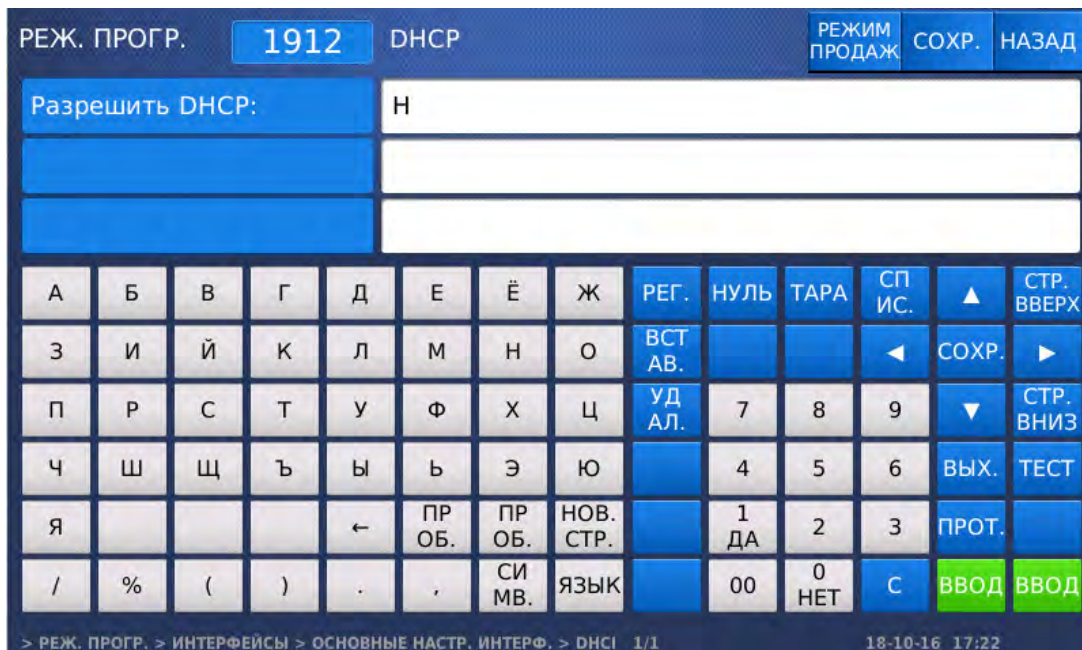 РЕЖ. ПРОГР. 1912 DHCP РЕЖИМ ПРОДАЖ СОХР. НАЗАД
Разрешить DHCP: Н
А Б В Г Д Е Ё Ж РЕГ. НУЛЬ ТАРА СП ИС. ▲ СТР. ВВЕРХ
З И Й К Л М Н О ВСТ АВ. ◀ СОХР. ▶
П Р С Т У Ф Х Ц УД АЛ. 7 8 9 ▼ СТР. ВНИЗ
Ч Ш Щ Ъ Ы Ь Э Ю 4 5 6 ВЫХ. ТЕСТ
Я ← ПР ОБ. ПР ОБ. НОВ. СТР. 1 ДА 2 3 ПРОТ.
/ % ( ) . , СИ МВ. ЯЗЫК 00 0 НЕТ С ВВОД ВВОД
> РЕЖ. ПРОГР. > ИНТЕРФЕЙСЫ > ОСНОВНЫЕ НАСТР. ИНТЕРФ. > DHCI 1/1 18-10-16 17:22